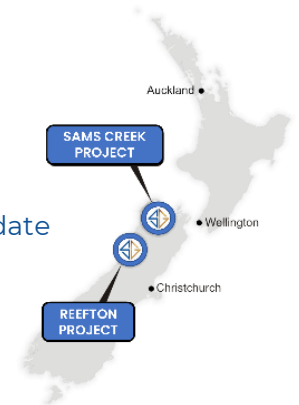 Auckland
SAMS CREEK
PROJECT
date
Wellington
Christchurch
REEFTON
PROJECT